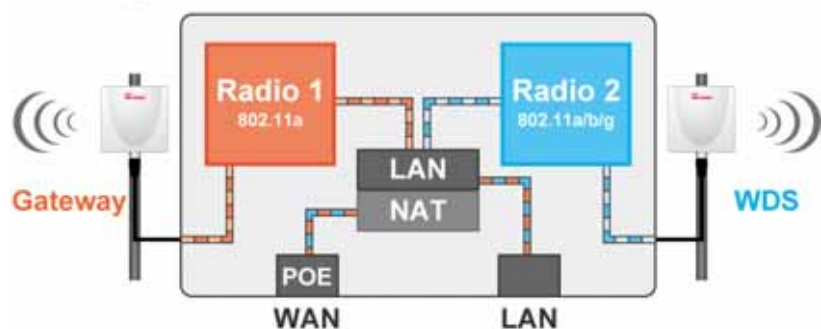 Radio 1
802.11a
Radio 2
802.11a/b/g
LAN
NAT
Gateway
WDS
POE
WAN
LAN